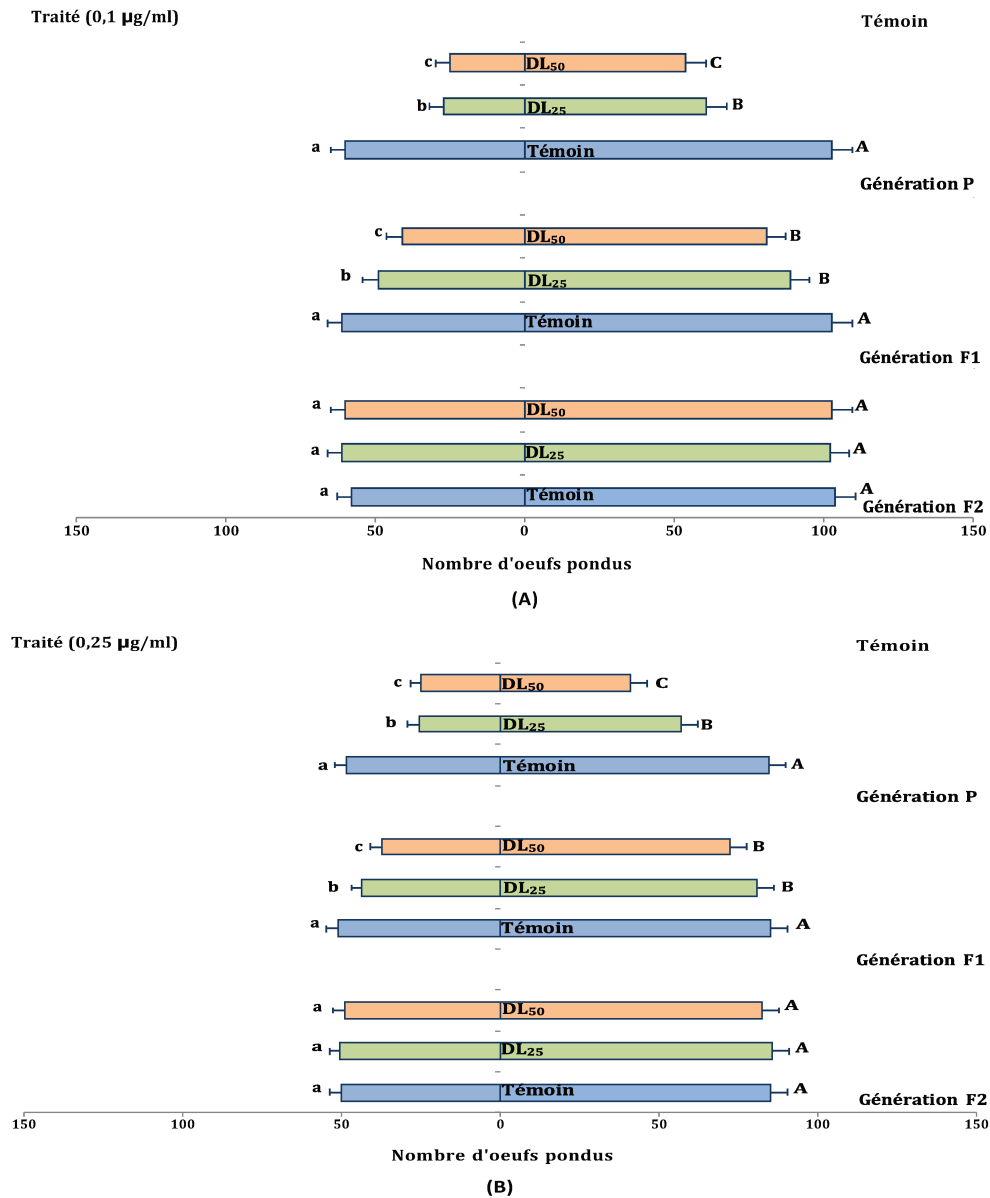 Traité (0,1 µg/ml) Témoin
c DL50 C
b DL25 B
a Témoin A
Génération P
c DL50 B
b DL25 B
a Témoin A
Génération F1
a DL50 A
a DL25 A
a Témoin A
Génération F2
150 100 50 0 50 100 150
Nombre d'oeufs pondus
(A)
Traité (0,25 µg/ml) Témoin
c DL50 C
b DL25 B
a Témoin A
Génération P
c DL50 B
b DL25 B
a Témoin A
Génération F1
a DL50 A
a DL25 A
a Témoin A
Génération F2
150 100 50 0 50 100 150
Nombre d'oeufs pondus
(B)